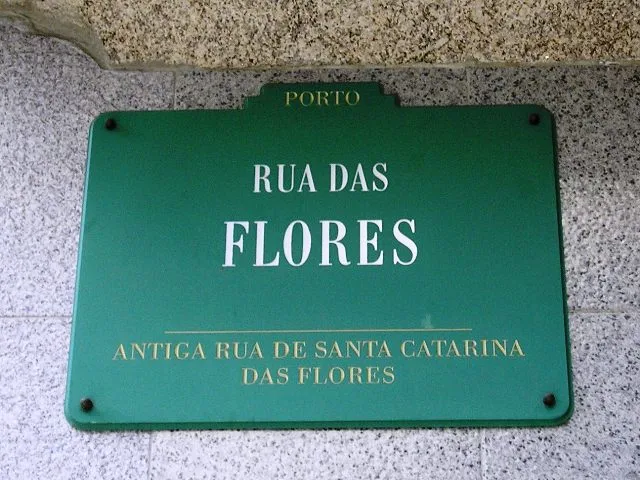 PORTO
RUA DAS
FLORES
ANTIGA RUA DE SANTA CATARINA
DAS FLORES